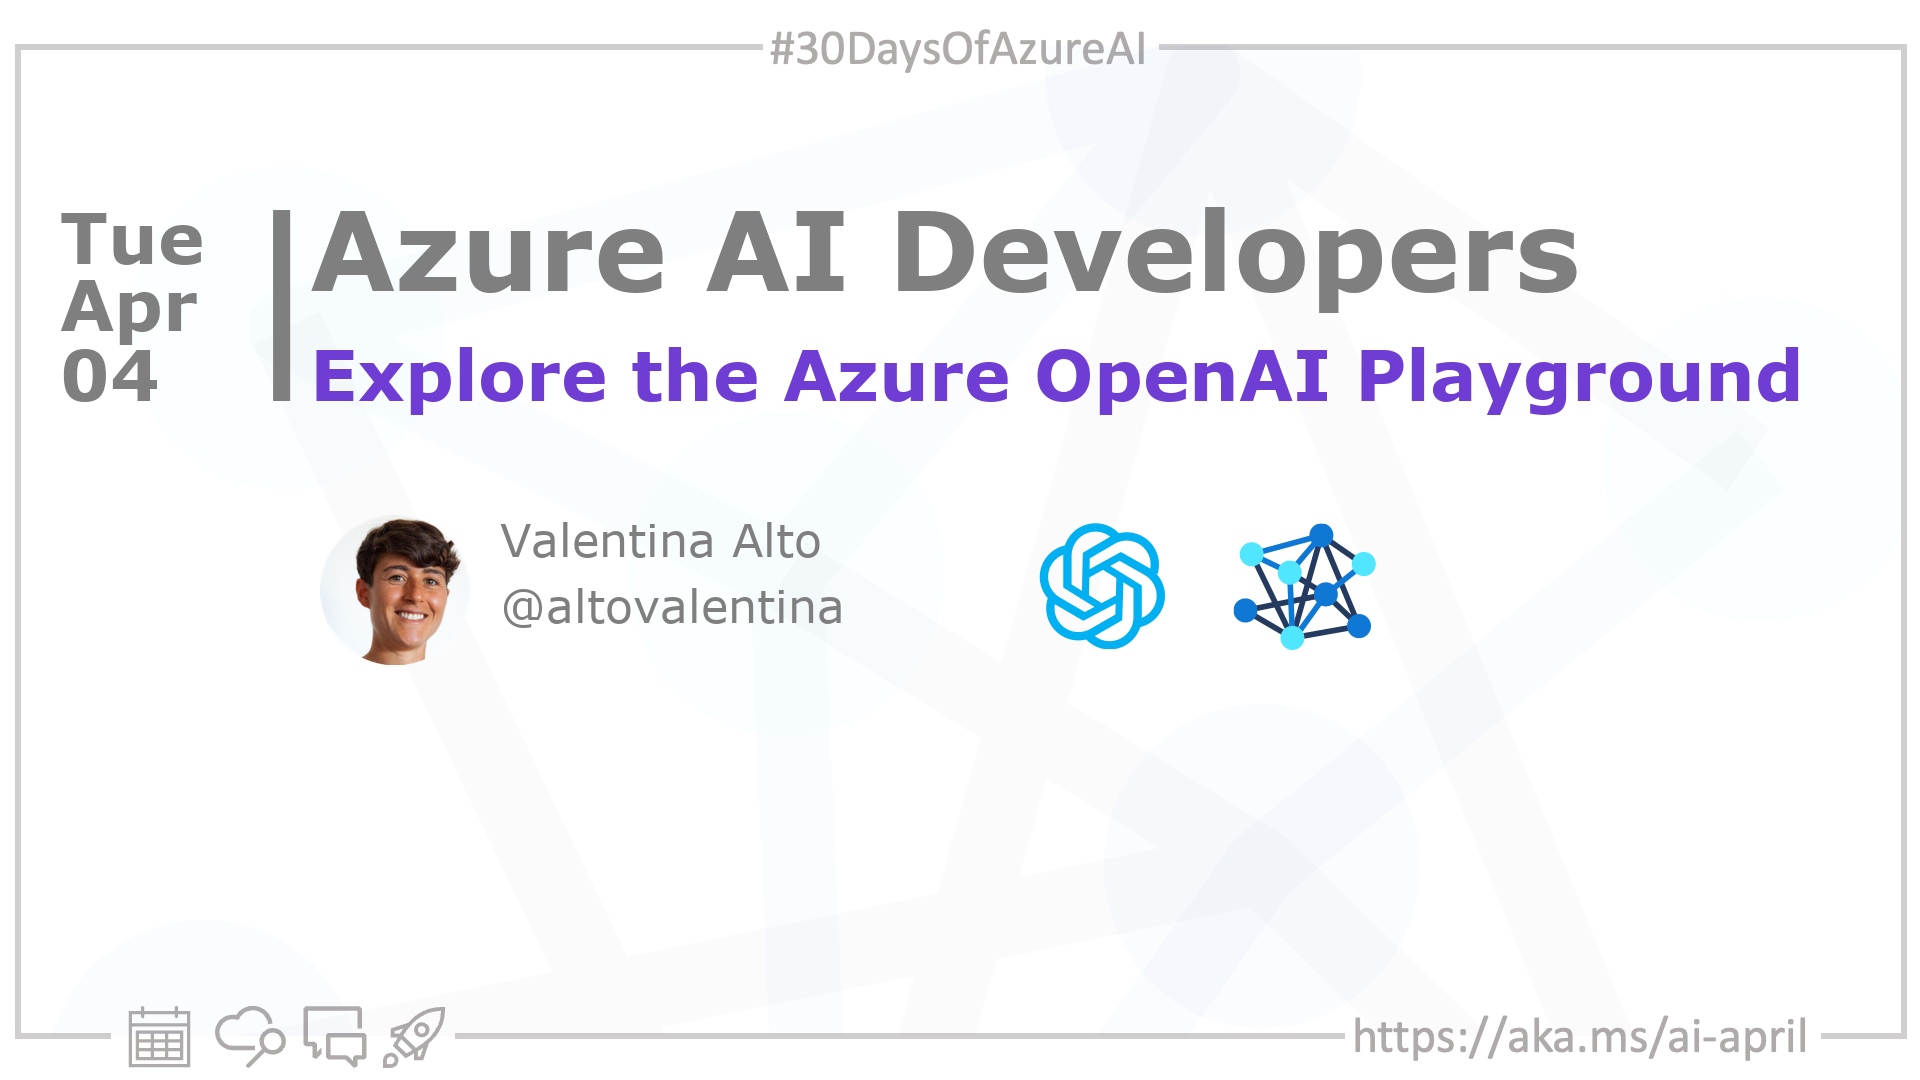 #30DaysOfAzureAI
Tue
Apr
04
Azure AI Developers
Explore the Azure OpenAI Playground
Valentina Alto
@altovalentina
https://aka.ms/ai-april